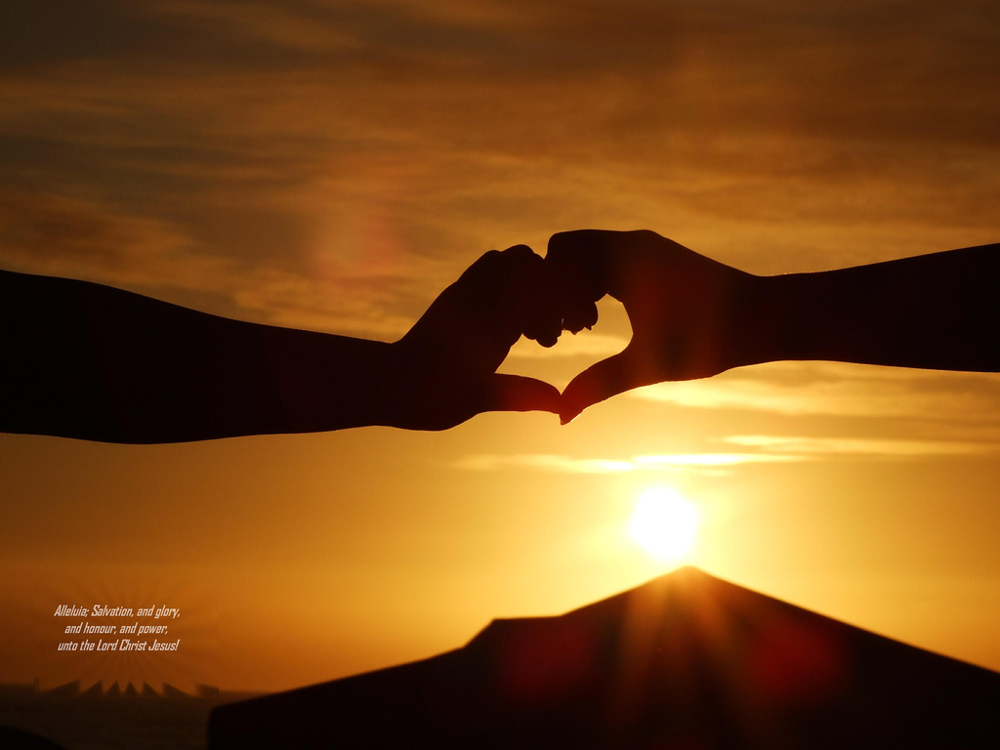 Alleluia; Salvation, and glory,
and honour, and power,
unto the Lord Christ Jesus!